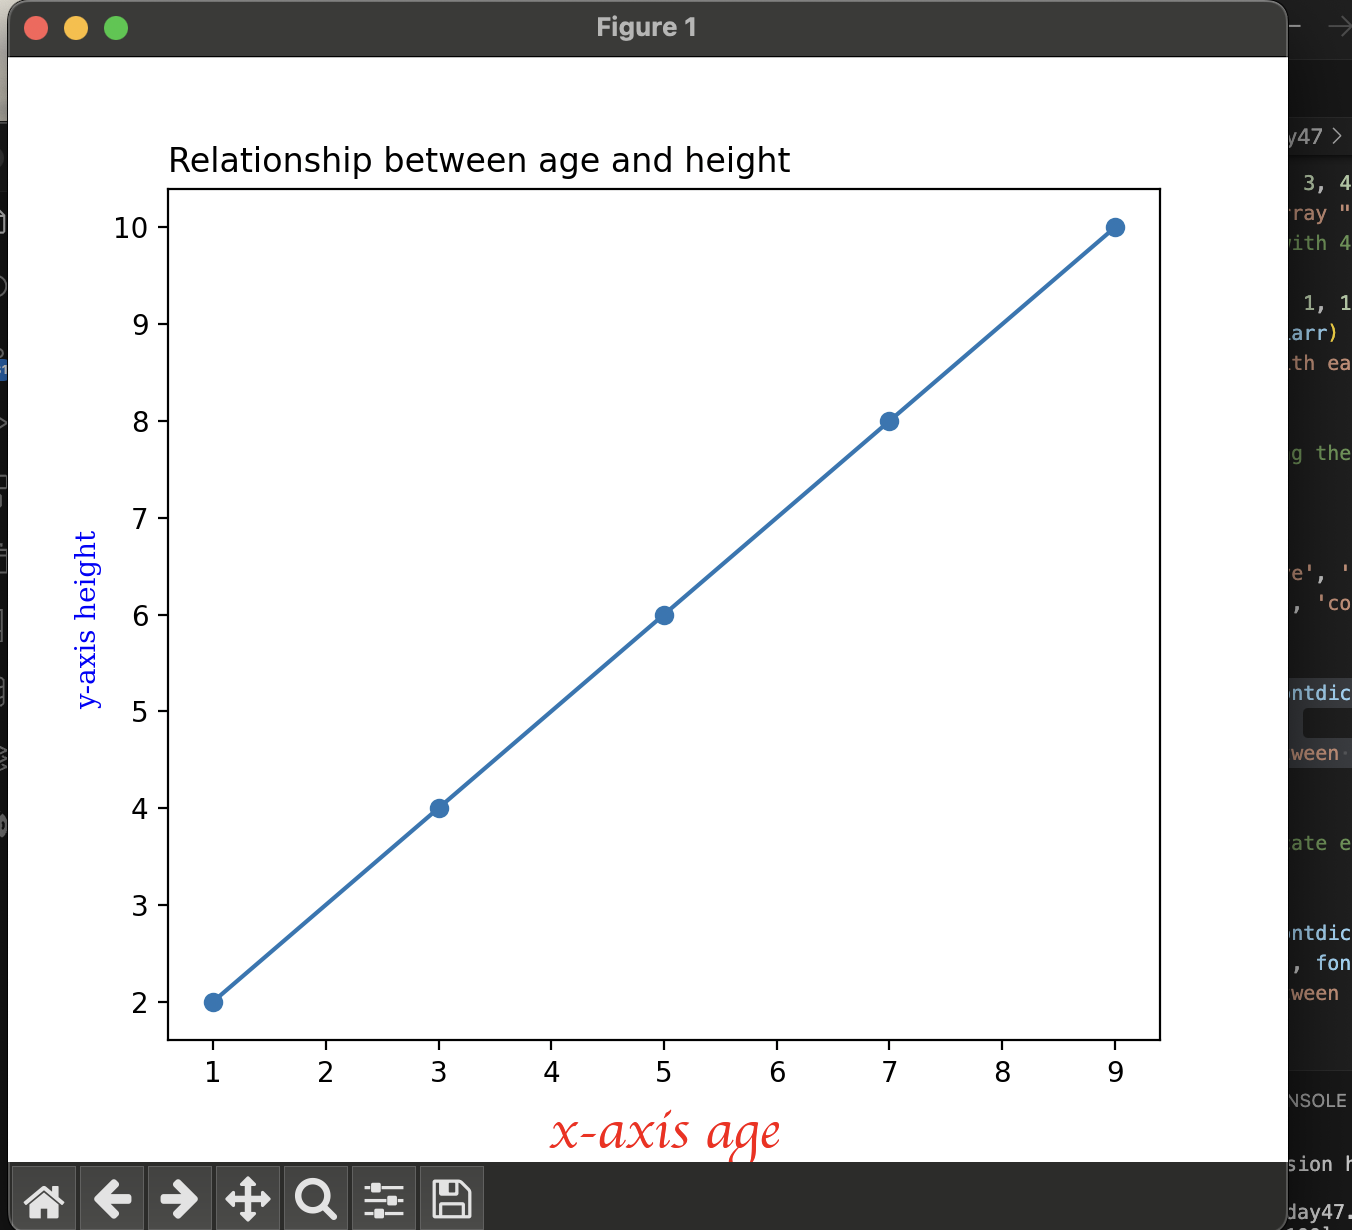 Figure 1
Relationship between age and height
10
9
8
7
6
5
4
3
2
y-axis height
1 2 3 4 5 6 7 8 9
x-axis age
y47 >
3, 4
rray "
with 4
1, 1
arr)
ith ea
g the
e', '
, 'co
ntdic
ween
ate e
ntdic
, fon
ween
NSOLE
sion h
day47.